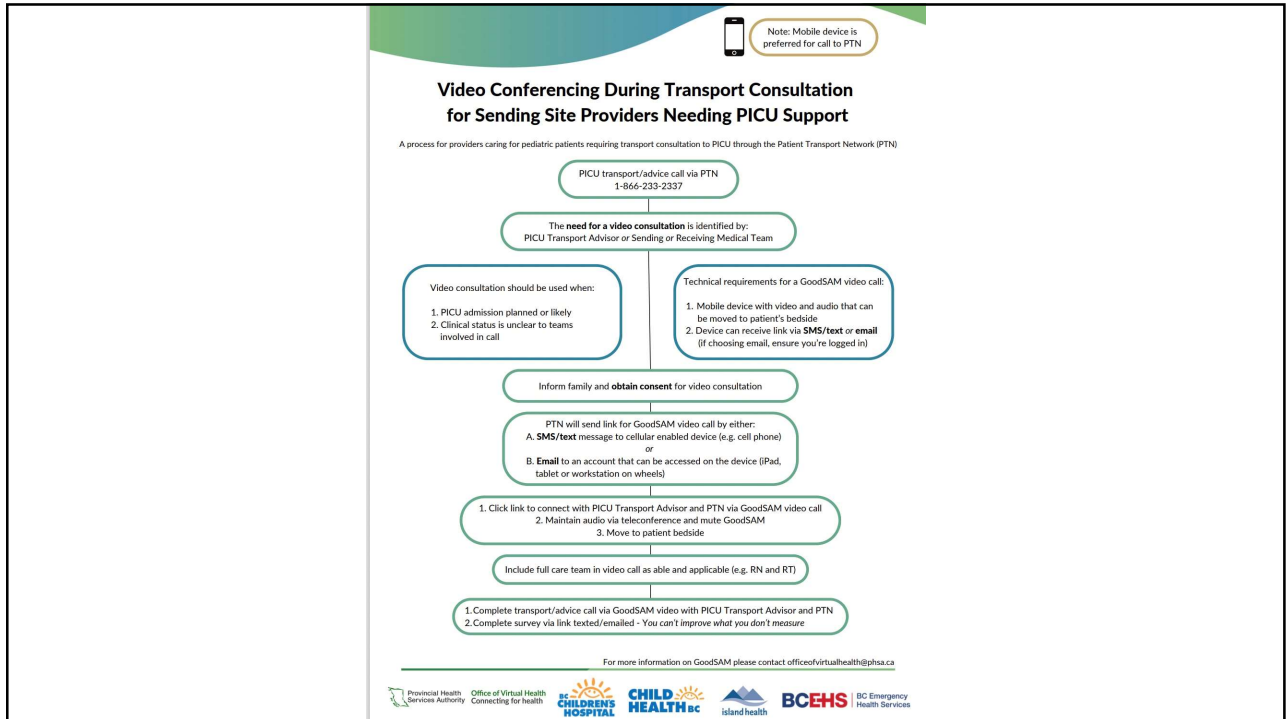 Note: Mobile device is
preferred for call to PTN
Video Conferencing During Transport Consultation
for Sending Site Providers Needing PICU Support
A process for providers caring for pediatric patients requiring transport consultation to PICU through the Patient Transport Network (PTN)
PICU transport/advice call via PTN
1-866-233-2337
The need for a video consultation is identified by:
PICU Transport Advisor or Sending or Receiving Medical Team
Video consultation should be used when:
1. PICU admission planned or likely
2. Clinical status is unclear to teams
involved in call
Technical requirements for a GoodSAM video call:
1. Mobile device with video and audio that can
be moved to patient's bedside
2. Device can receive link via SMS/text or email
(if choosing email, ensure you're logged in)
Inform family and obtain consent for video consultation
PTN will send link for GoodSAM video call by either:
A. SMS/text message to cellular enabled device (e.g. cell phone)
or
B. Email to an account that can be accessed on the device (iPad,
tablet or workstation on wheels)
1. Click link to connect with PICU Transport Advisor and PTN via GoodSAM video call
2. Maintain audio via teleconference and mute GoodSAM
3. Move to patient bedside
Include full care team in video call as able and applicable (e.g. RN and RT)
1. Complete transport/advice call via GoodSAM video with PICU Transport Advisor and PTN
2. Complete survey via link texted/emailed - You can't improve what you don't measure
For more information on GoodSAM please contact officeofvirtualhealth@phsa.ca
Provincial Health
Services Authority
Office of Virtual Health
Connecting for health
BC
CHILDREN'S
HOSPITAL
CHILD
HEALTH BC
island health
BCEHS
BC Emergency
Health Services